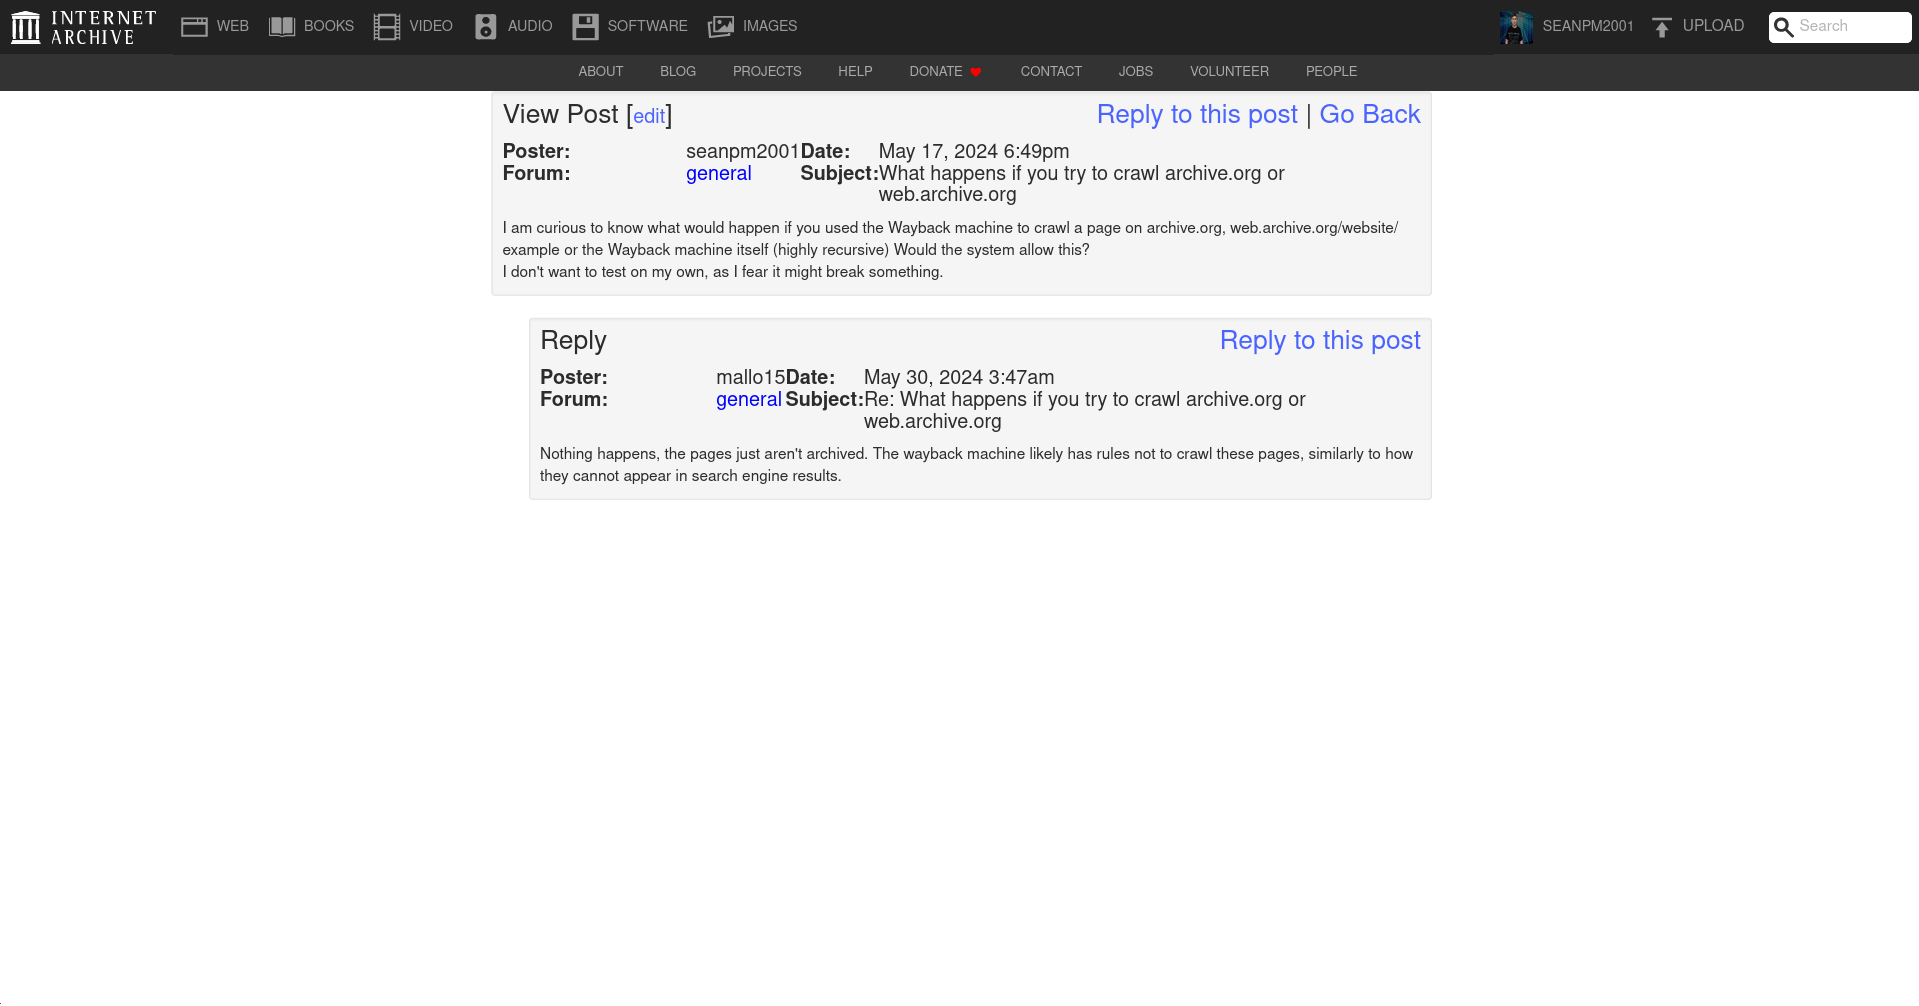 INTERNET ARCHIVE WEB BOOKS VIDEO AUDIO SOFTWARE IMAGES SEANPM2001 UPLOAD Search
ABOUT BLOG PROJECTS HELP DONATE CONTACT JOBS VOLUNTEER PEOPLE
View Post [edit] Reply to this post | Go Back
Poster: seanpm2001 Date: May 17, 2024 6:49pm
Forum: general Subject: What happens if you try to crawl archive.org or
web.archive.org
I am curious to know what would happen if you used the Wayback machine to crawl a page on archive.org, web.archive.org/website/
example or the Wayback machine itself (highly recursive) Would the system allow this?
I don't want to test on my own, as I fear it might break something.
Reply Reply to this post
Poster: mallo15 Date: May 30, 2024 3:47am
Forum: general Subject: Re: What happens if you try to crawl archive.org or
web.archive.org
Nothing happens, the pages just aren't archived. The wayback machine likely has rules not to crawl these pages, similarly to how
they cannot appear in search engine results.